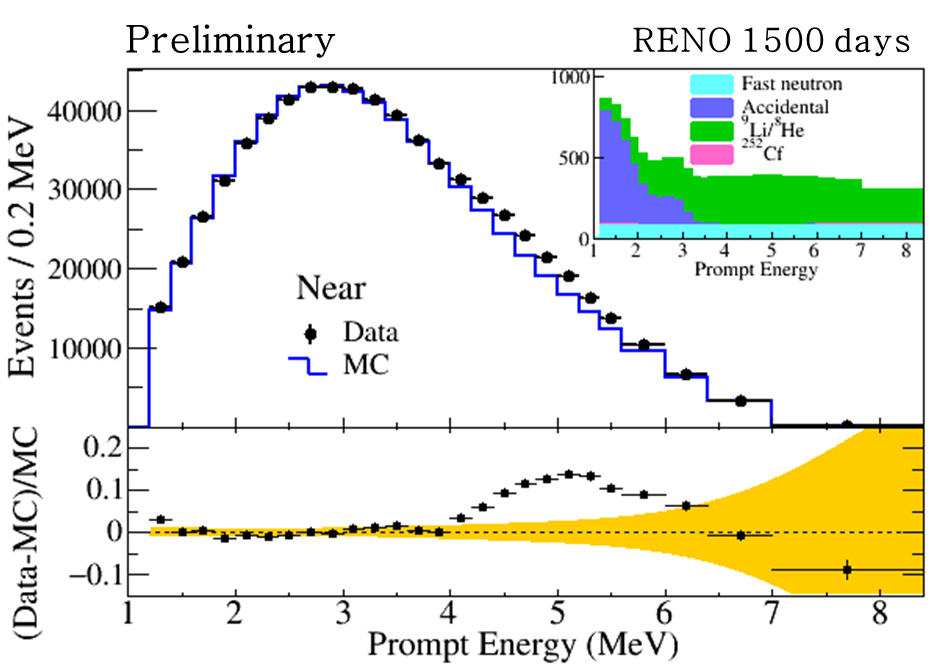 Preliminary
RENO 1500 days
Events / 0.2 MeV
40000
30000
20000
10000
Near
Data
MC
1000
500
0
Fast neutron
Accidental
⁹Li/⁸He
²⁵²Cf
1 2 3 4 5 6 7 8
Prompt Energy
(Data-MC)/MC
0.2
0.1
0
−0.1
1 2 3 4 5 6 7 8
Prompt Energy (MeV)